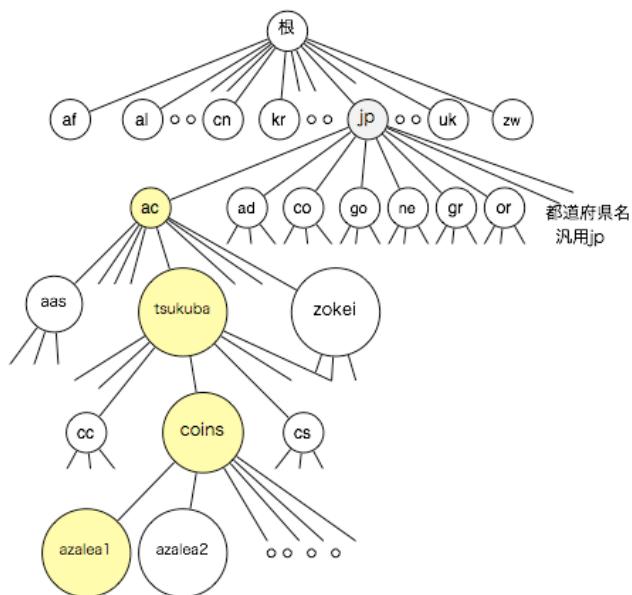 根
af al cn kr jp uk zw
ac ad co go ne gr or
都道府県名
汎用jp
aas tsukuba zokei
cc coins cs
azalea1 azalea2